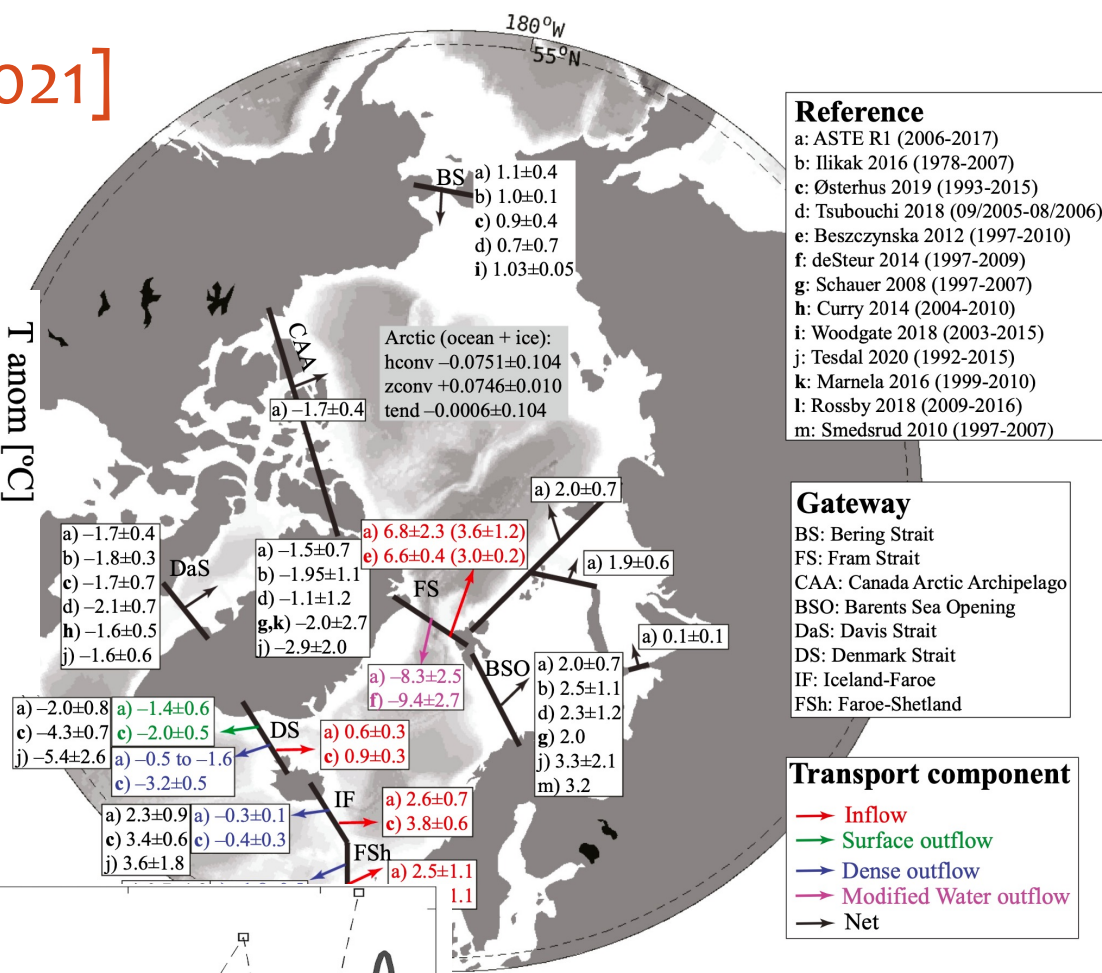 021]
180°W
55°N
T anom [°C]
BS
a) 1.1±0.4
b) 1.0±0.1
c) 0.9±0.4
d) 0.7±0.7
i) 1.03±0.05
CAA
a) −1.7±0.4
Arctic (ocean + ice):
hconv −0.0751±0.104
zconv +0.0746±0.010
tend −0.0006±0.104
a) 2.0±0.7
a) 1.9±0.6
a) 0.1±0.1
a) −1.7±0.4
b) −1.8±0.3
c) −1.7±0.7
d) −2.1±0.7
h) −1.6±0.5
j) −1.6±0.6
DaS
a) −1.5±0.7
b) −1.95±1.1
d) −1.1±1.2
g,k) −2.0±2.7
j) −2.9±2.0
a) 6.8±2.3 (3.6±1.2)
e) 6.6±0.4 (3.0±0.2)
FS
a) −8.3±2.5
f) −9.4±2.7
BSO
a) 2.0±0.7
b) 2.5±1.1
d) 2.3±1.2
g) 2.0
j) 3.3±2.1
m) 3.2
a) −2.0±0.8
c) −4.3±0.7
j) −5.4±2.6
a) −1.4±0.6
c) −2.0±0.5
a) −0.5 to −1.6
c) −3.2±0.5
DS
a) 0.6±0.3
c) 0.9±0.3
a) 2.3±0.9
c) 3.4±0.6
j) 3.6±1.8
a) −0.3±0.1
c) −0.4±0.3
IF
a) 2.6±0.7
c) 3.8±0.6
FSh
a) 2.5±1.1
1.1
Reference
a: ASTE R1 (2006-2017)
b: Ilikak 2016 (1978-2007)
c: Østerhus 2019 (1993-2015)
d: Tsubouchi 2018 (09/2005-08/2006)
e: Beszczynska 2012 (1997-2010)
f: deSteur 2014 (1997-2009)
g: Schauer 2008 (1997-2007)
h: Curry 2014 (2004-2010)
i: Woodgate 2018 (2003-2015)
j: Tesdal 2020 (1992-2015)
k: Marnela 2016 (1999-2010)
l: Rossby 2018 (2009-2016)
m: Smedsrud 2010 (1997-2007)
Gateway
BS: Bering Strait
FS: Fram Strait
CAA: Canada Arctic Archipelago
BSO: Barents Sea Opening
DaS: Davis Strait
DS: Denmark Strait
IF: Iceland-Faroe
FSh: Faroe-Shetland
Transport component
Inflow
Surface outflow
Dense outflow
Modified Water outflow
Net